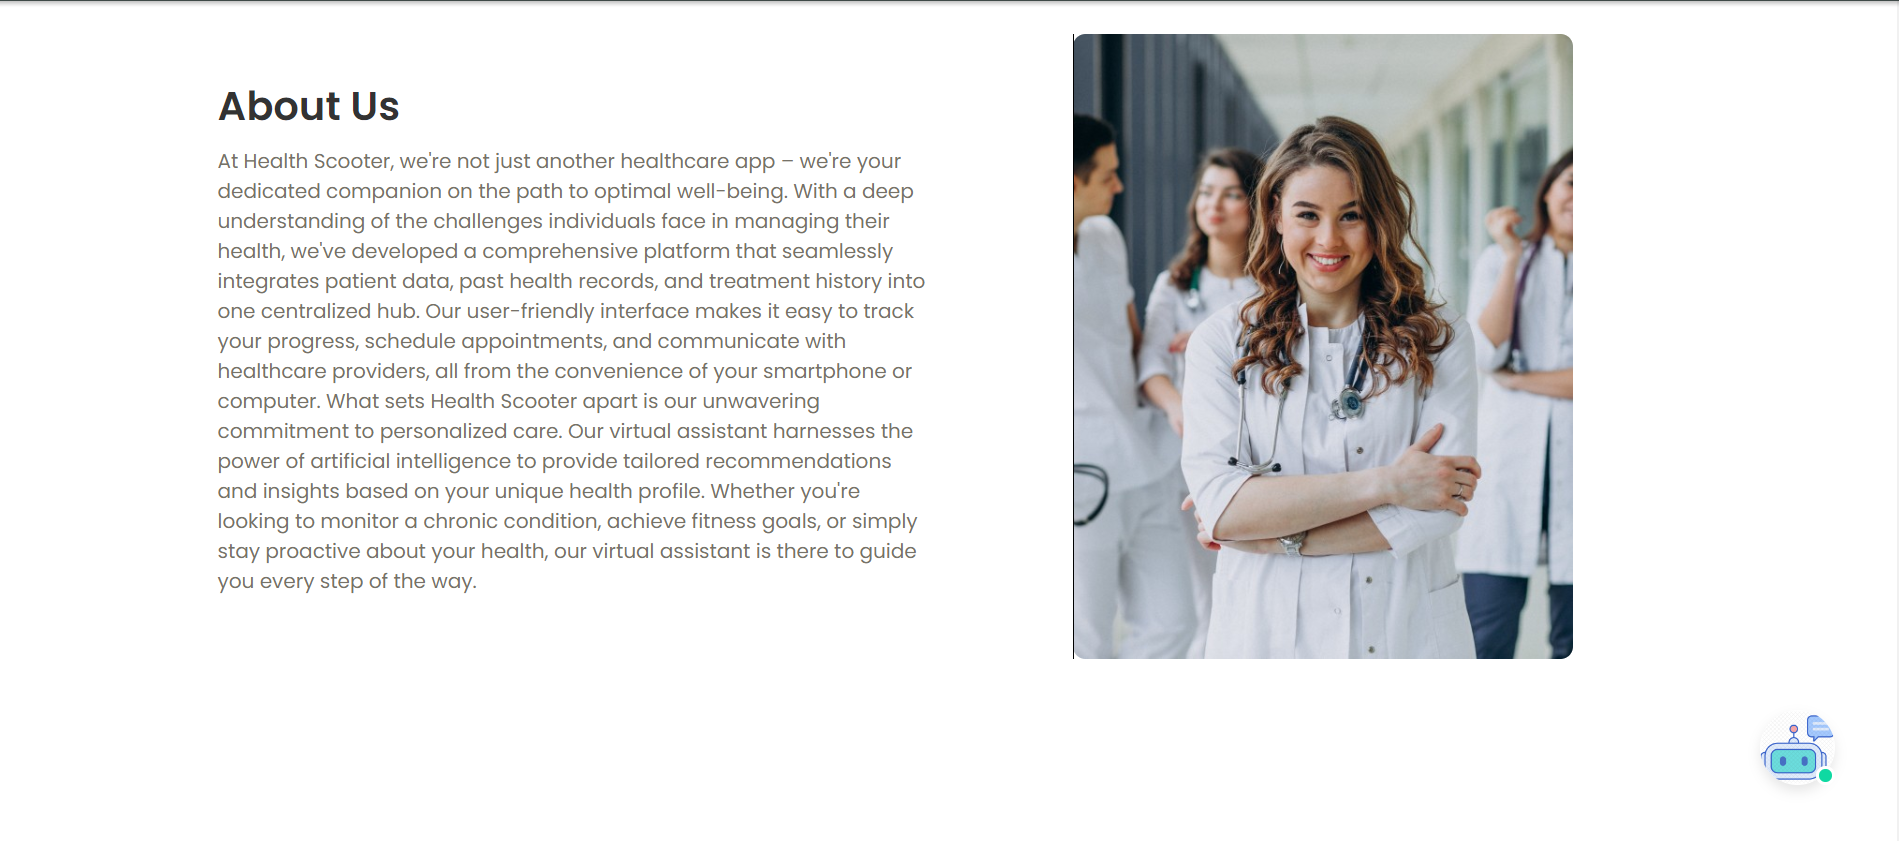 About Us
At Health Scooter, we're not just another healthcare app – we're your
dedicated companion on the path to optimal well-being. With a deep
understanding of the challenges individuals face in managing their
health, we've developed a comprehensive platform that seamlessly
integrates patient data, past health records, and treatment history into
one centralized hub. Our user-friendly interface makes it easy to track
your progress, schedule appointments, and communicate with
healthcare providers, all from the convenience of your smartphone or
computer. What sets Health Scooter apart is our unwavering
commitment to personalized care. Our virtual assistant harnesses the
power of artificial intelligence to provide tailored recommendations
and insights based on your unique health profile. Whether you're
looking to monitor a chronic condition, achieve fitness goals, or simply
stay proactive about your health, our virtual assistant is there to guide
you every step of the way.